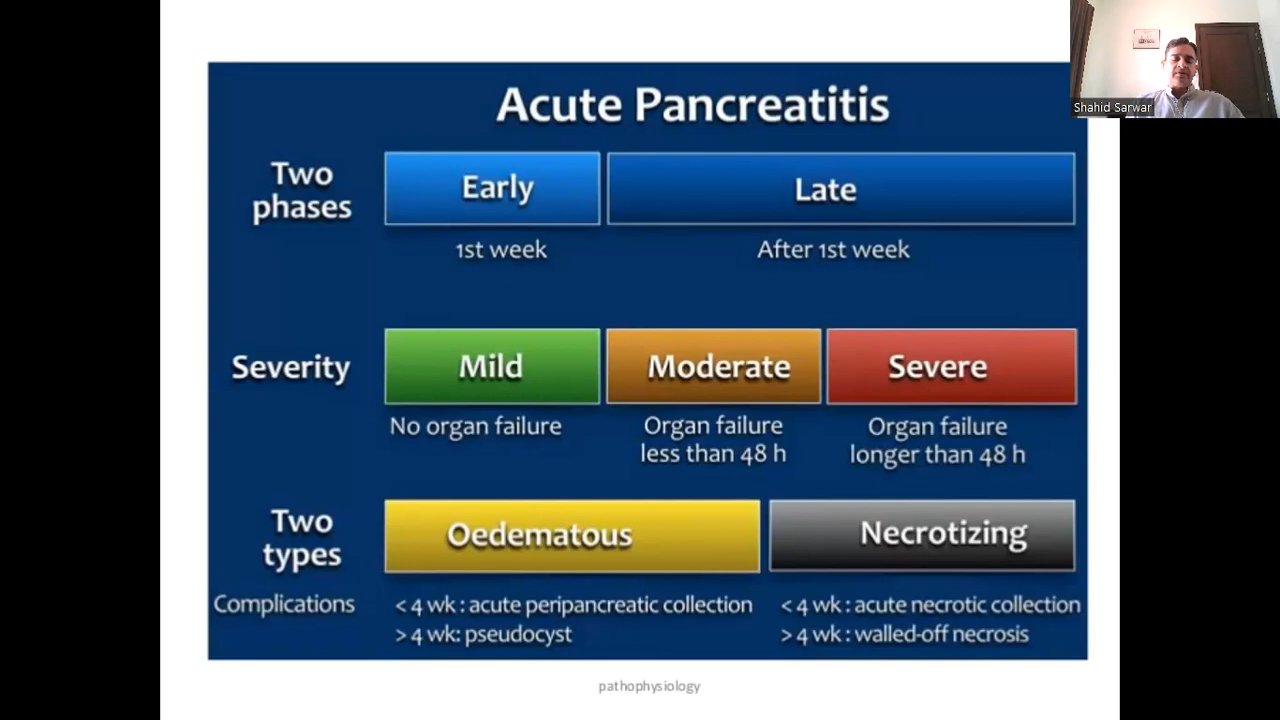 Shahid Sarwar
Acute Pancreatitis
Two
phases
Early
Late
1st week
After 1st week
Severity
Mild
Moderate
Severe
No organ failure
Organ failure
less than 48 h
Organ failure
longer than 48 h
Two
types
Oedematous
Necrotizing
Complications
< 4 wk : acute peripancreatic collection
> 4 wk: pseudocyst
< 4 wk : acute necrotic collection
> 4 wk : walled-off necrosis
pathophysiology